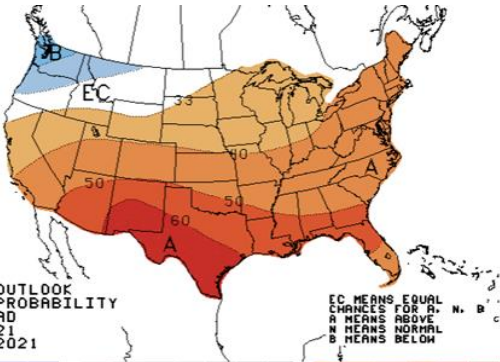 B
EC
33
40
A
50
50
60
A
OUTLOOK
PROBABILITY
AD
21
2021
EC MEANS EQUAL
CHANCES FOR A, N, B
A MEANS ABOVE
N MEANS NORMAL
B MEANS BELOW